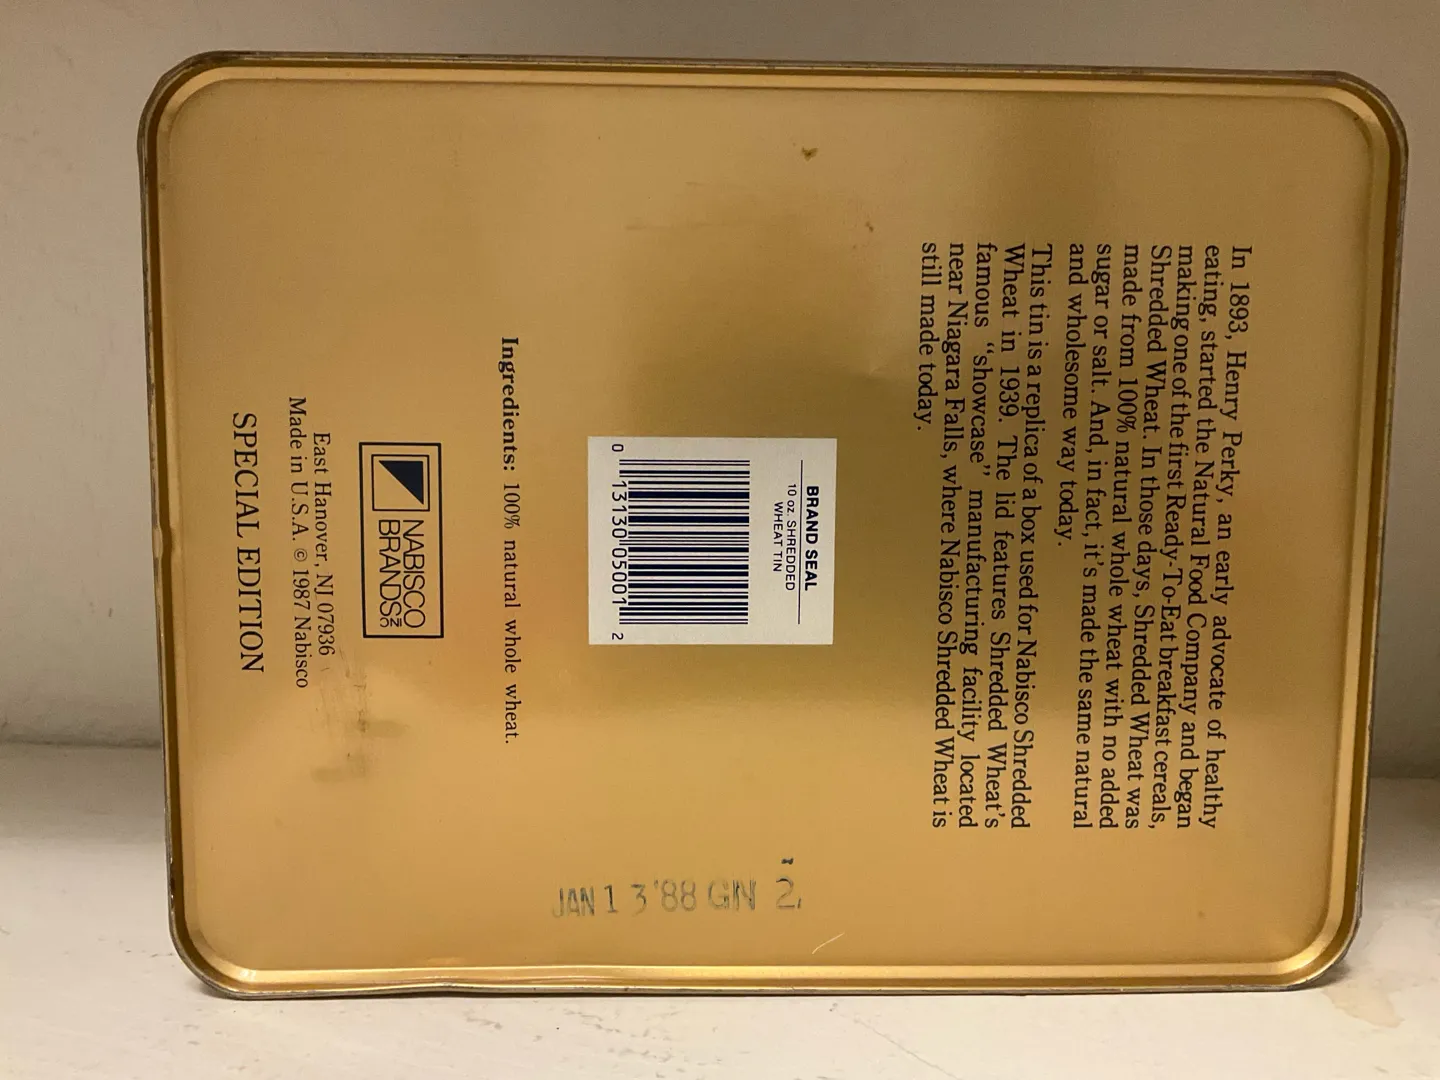 In 1893, Henry Perky, an early advocate of healthy
eating, started the Natural Food Company and began
making one of the first Ready-To-Eat breakfast cereals,
Shredded Wheat. In those days, Shredded Wheat was
made from 100% natural whole wheat with no added
sugar or salt. And, in fact, it's made the same natural
and wholesome way today.
This tin is a replica of a box used for Nabisco Shredded
Wheat in 1939. The lid features Shredded Wheat's
famous “showcase” manufacturing facility located
near Niagara Falls, where Nabisco Shredded Wheat is
still made today.
BRAND SEAL
10 oz. SHREDDED
WHEAT TIN
0 13130 05001 2
Ingredients: 100% natural whole wheat.
NABISCO
BRANDS
East Hanover, NJ 07936
Made in U.S.A. © 1987 Nabisco
SPECIAL EDITION
JAN 13 '88 GN 2